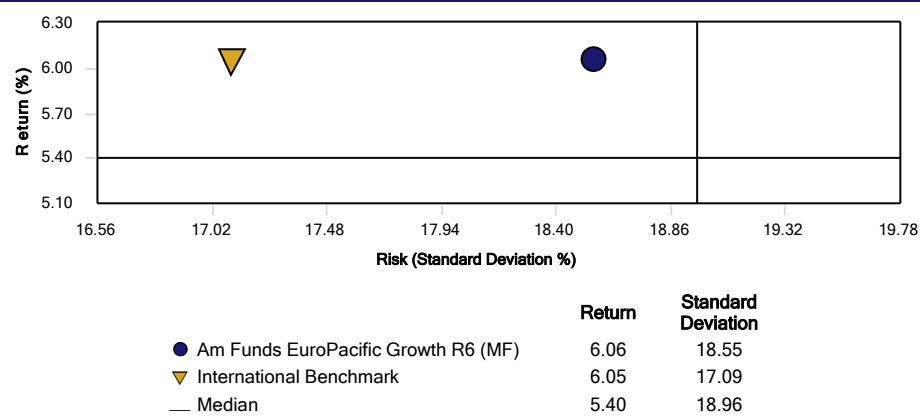 6.30
6.00
5.70
5.40
5.10
Return (%)
16.56 17.02 17.48 17.94 18.40 18.86 19.32 19.78
Risk (Standard Deviation %)
Return Standard Deviation
Am Funds EuroPacific Growth R6 (MF) 6.06 18.55
International Benchmark 6.05 17.09
Median 5.40 18.96